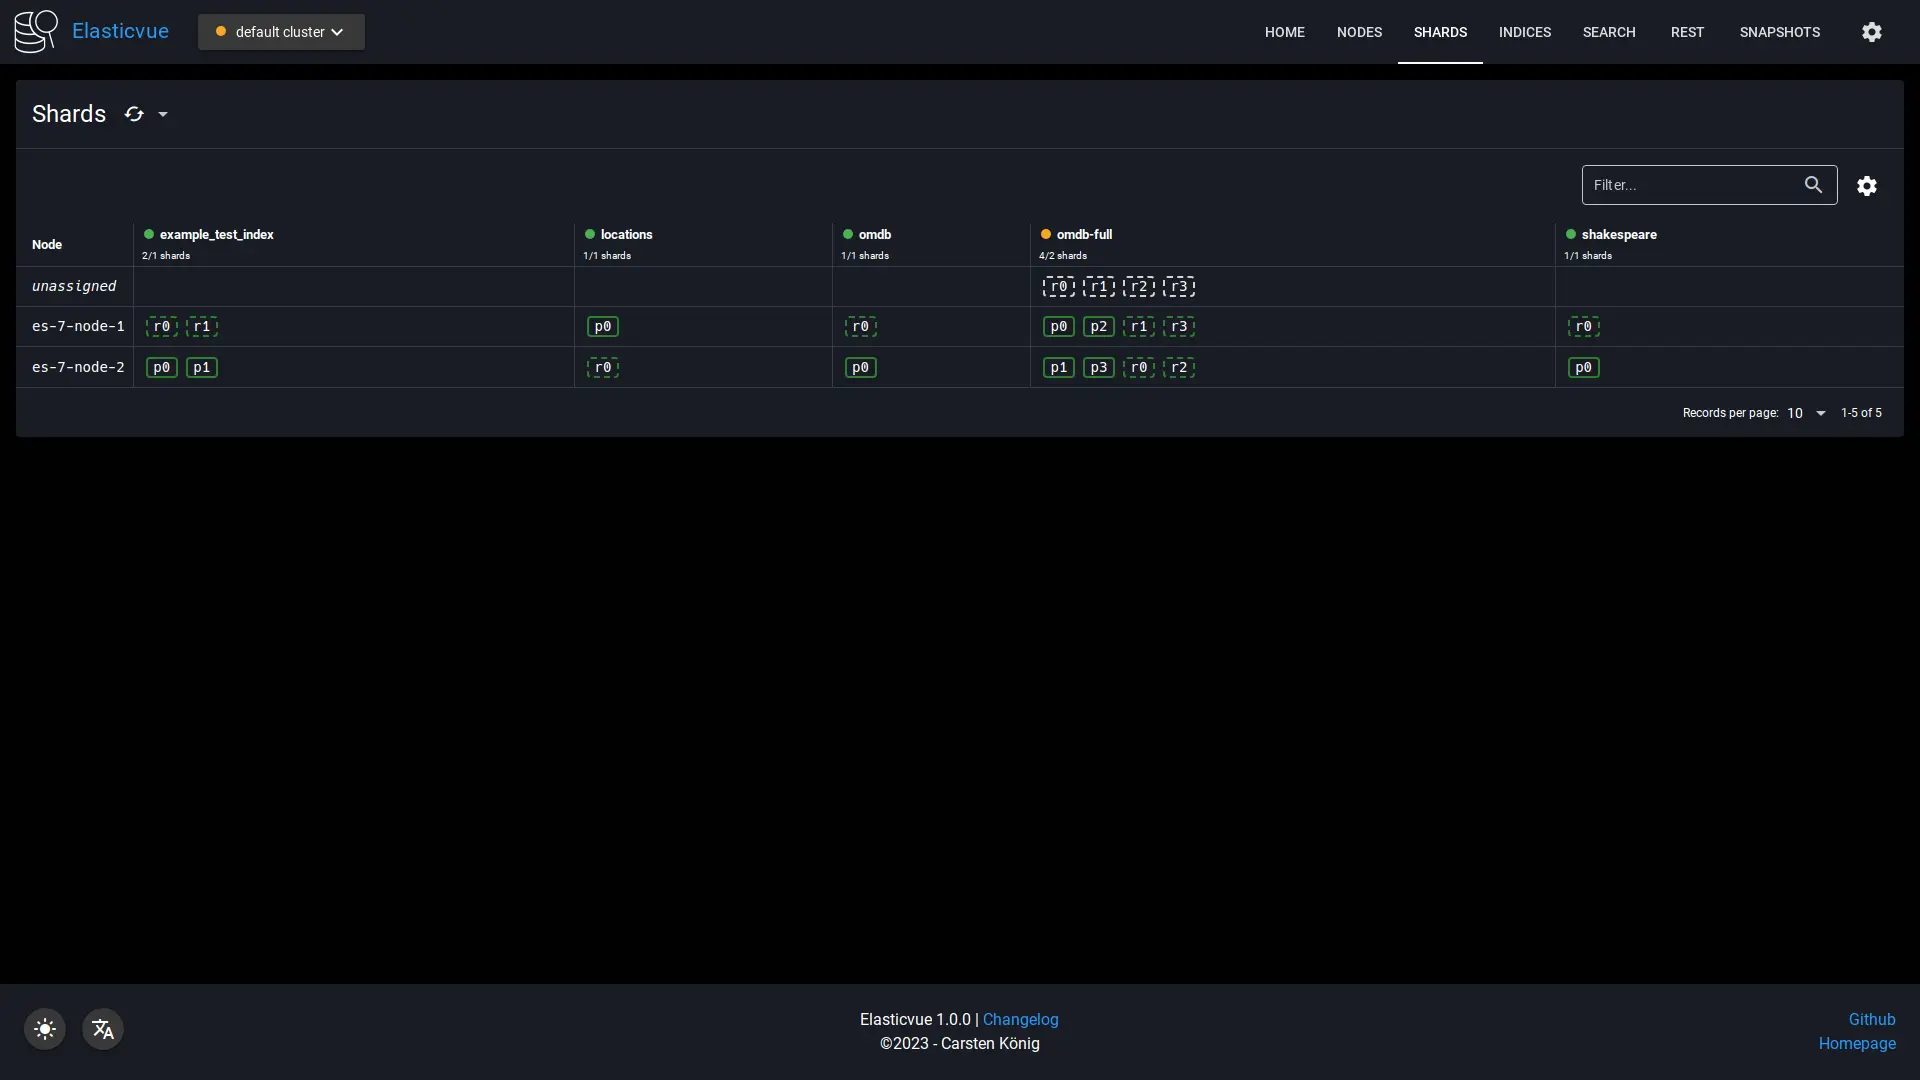 Elasticvue default cluster HOME NODES SHARDS INDICES SEARCH REST SNAPSHOTS
Shards
Filter...
Node example_test_index locations omdb omdb-full shakespeare
2/1 shards 1/1 shards 1/1 shards 4/2 shards 1/1 shards
unassigned r0 r1 r2 r3
es-7-node-1 r0 r1 p0 r0 p0 p2 r1 r3 r0
es-7-node-2 p0 p1 r0 p0 p1 p3 r0 r2 p0
Records per page: 10 1-5 of 5
Elasticvue 1.0.0 | Changelog
©2023 - Carsten König
Github
Homepage